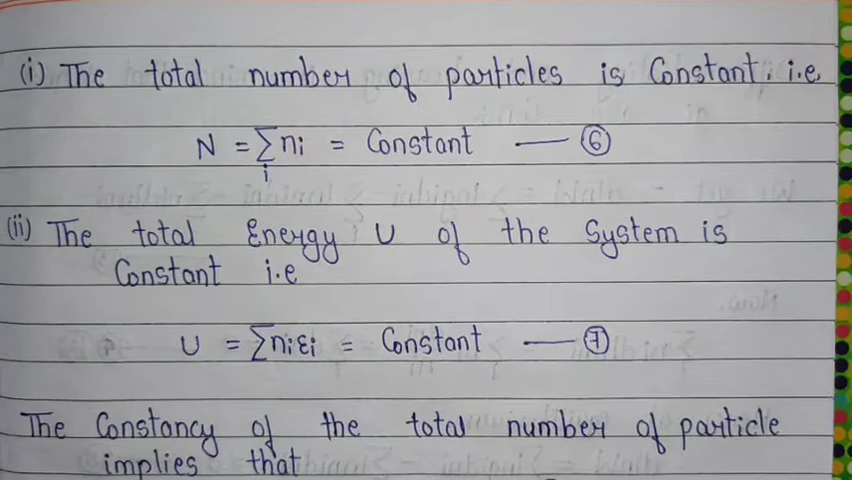 (i) The total number of particles is Constant. i.e
N = ∑ ni = Constant —— ⑥
i
(ii) The total Energy U of the System is
Constant i.e
U = ∑niεi = Constant —— ⑦
The Constancy of the total number of particle
implies that